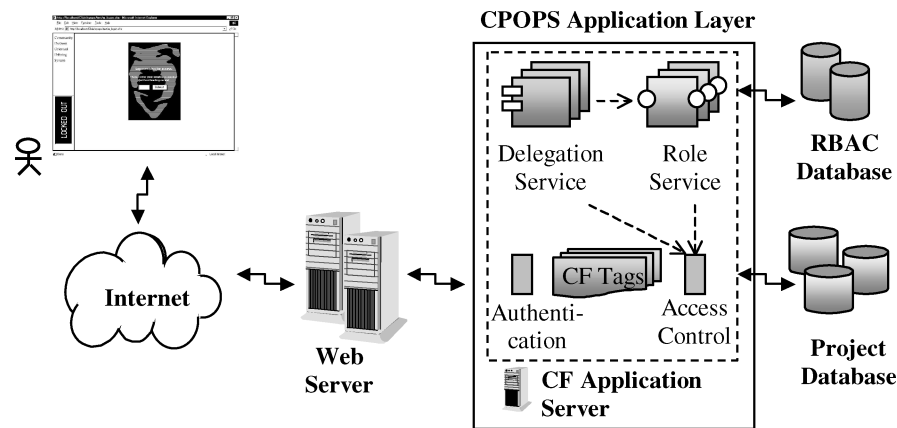 CPOPS Application Layer
LOCKED OUT
Delegation
Service
Role
Service
RBAC
Database
Internet
Web
Server
CF Tags
Authenti-
cation
Access
Control
CF Application
Server
Project
Database